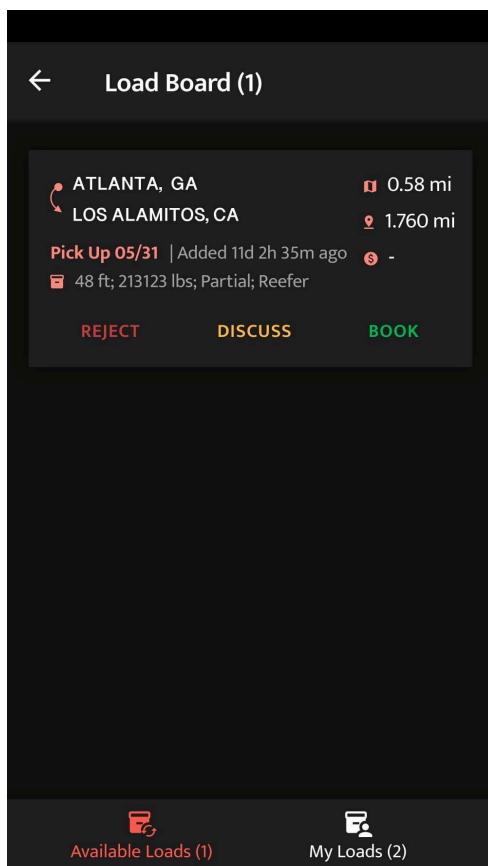 Load Board (1)
ATLANTA, GA
LOS ALAMITOS, CA
0.58 mi
1.760 mi
Pick Up 05/31 | Added 11d 2h 35m ago
-
48 ft; 213123 lbs; Partial; Reefer
REJECT DISCUSS BOOK
Available Loads (1) My Loads (2)